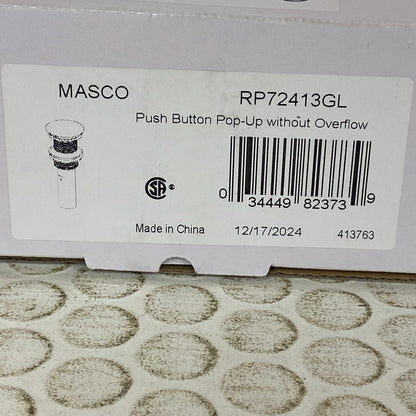 MASCO RP72413GL
Push Button Pop-Up without Overflow
0 34449 82373 9
Made in China 12/17/2024 413763